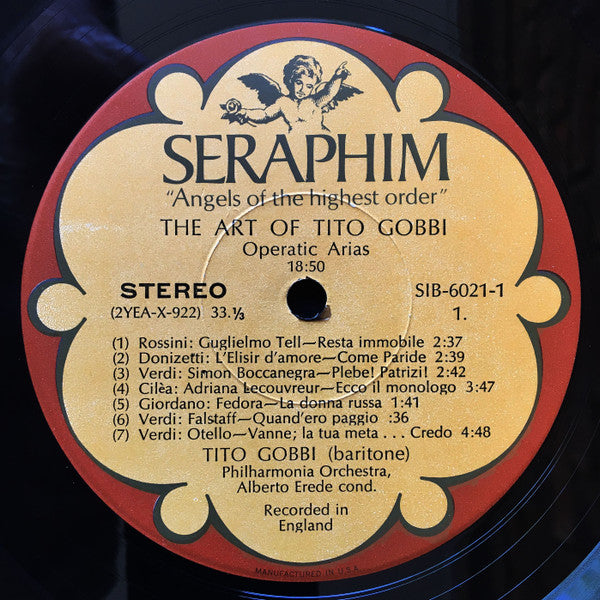 SERAPHIM
"Angels of the highest order"
THE ART OF TITO GOBBI
Operatic Arias
18:50
STEREO SIB-6021-1
(2YEA-X-922) 33.⅓ 1.
(1) Rossini: Guglielmo Tell—Resta immobile 2:37
(2) Donizetti: L'Elisir d'amore—Come Paride 2:39
(3) Verdi: Simon Boccanegra—Plebe! Patrizi! 2:42
(4) Cilèa: Adriana Lecouvreur—Ecco il monologo 3:47
(5) Giordano: Fedora—La donna russa 1:41
(6) Verdi: Falstaff—Quand'ero paggio :36
(7) Verdi: Otello—Vanne; la tua meta . . . Credo 4:48
TITO GOBBI (baritone)
Philharmonia Orchestra,
Alberto Erede cond.
Recorded in
England
MANUFACTURED IN U.S.A.